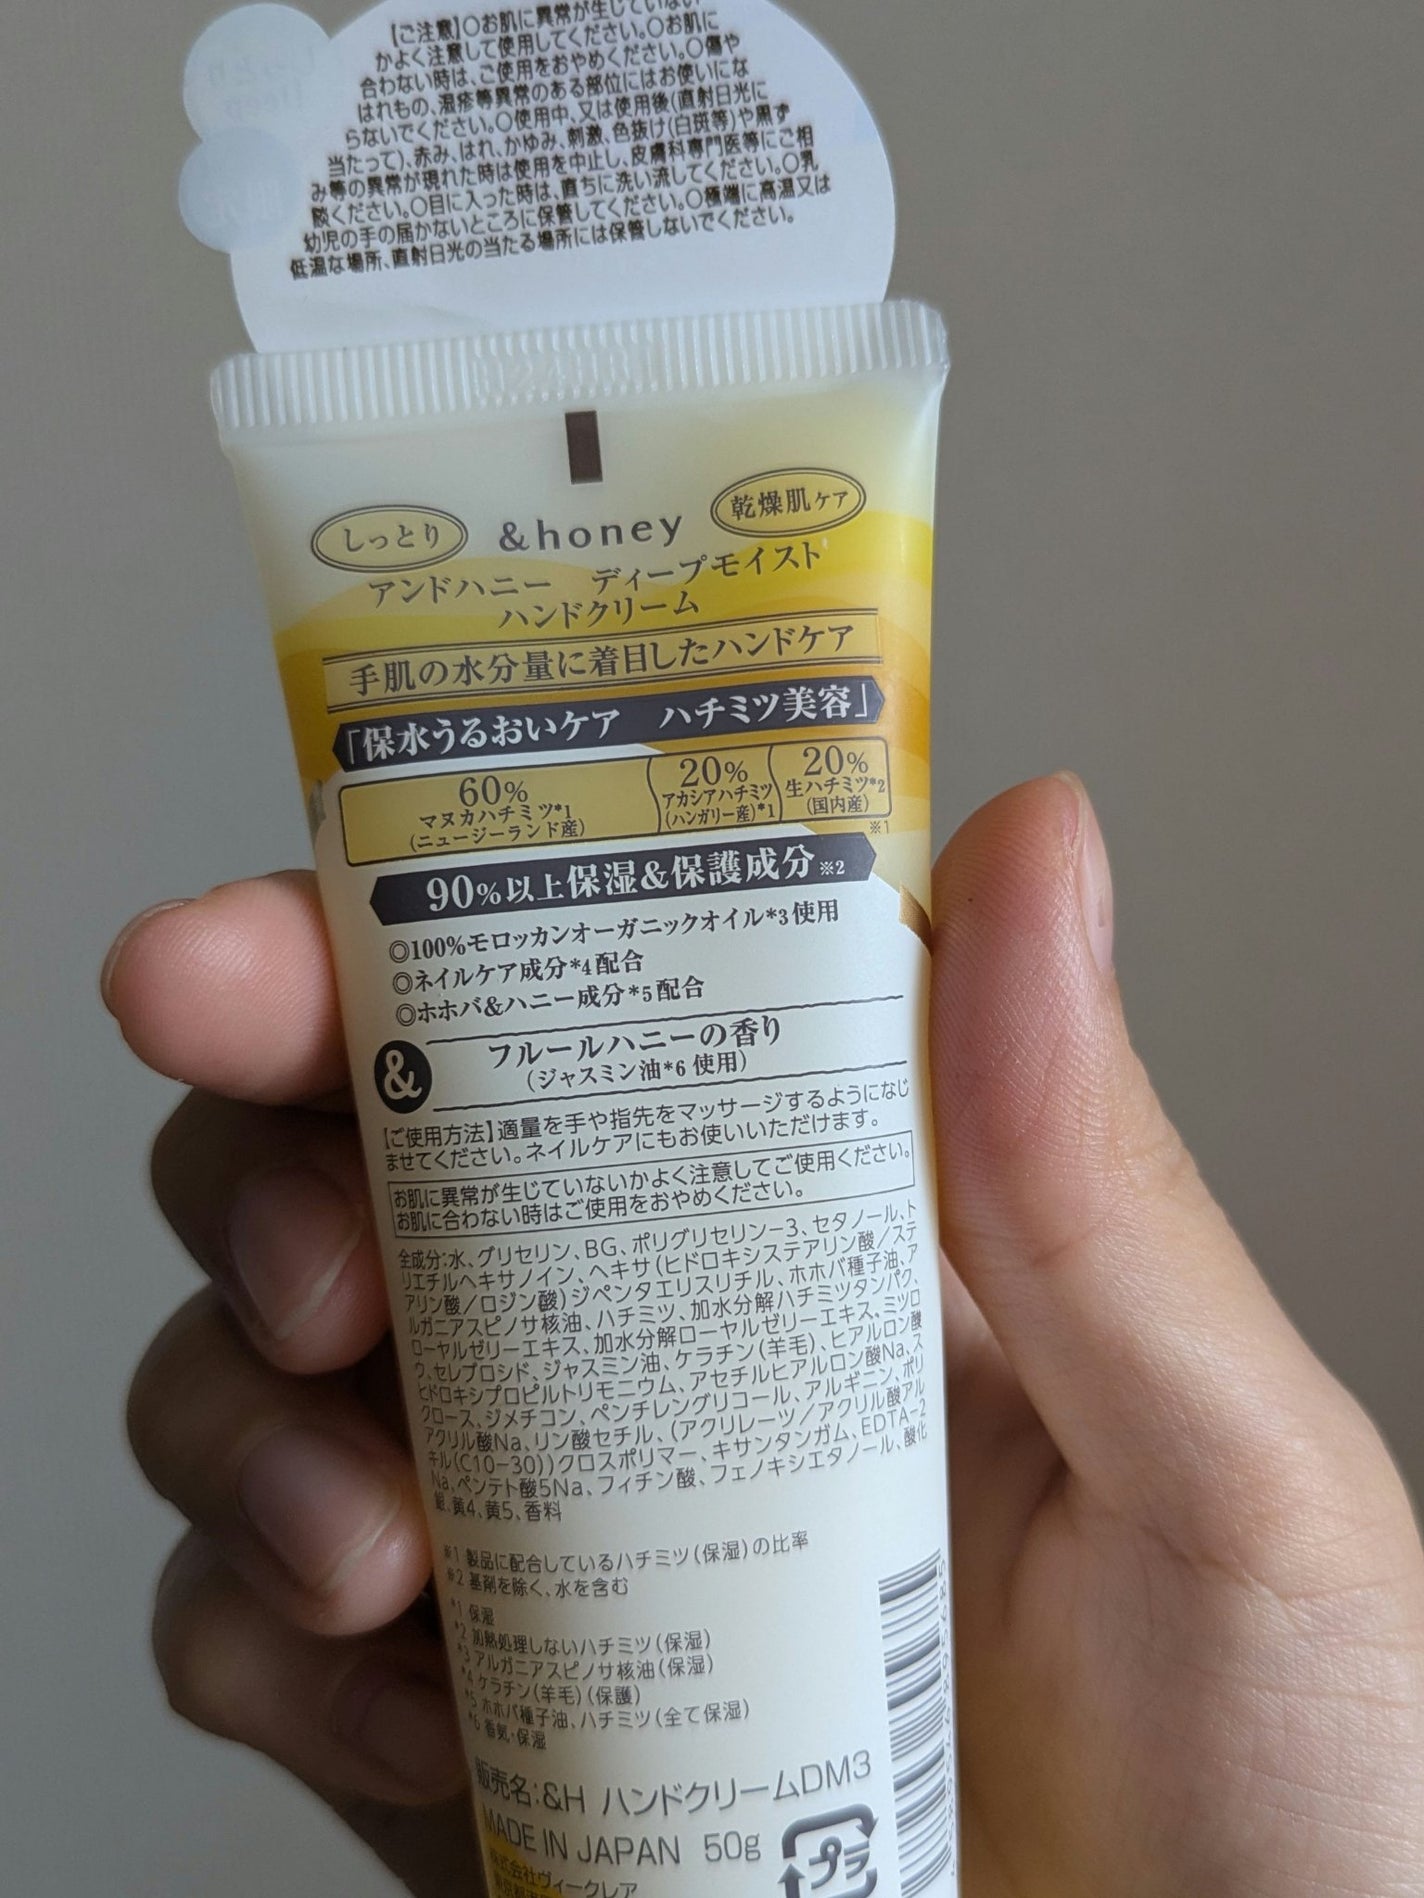 【ご注意】○お肌に異常が生じていない
かよく注意して使用してください。○お肌に
合わない時は、ご使用をおやめください。○傷や
はれもの、湿疹等異常のある部位にはお使いにな
らないでください。○使用中、又は使用後(直射日光に
当たって)、赤み、はれ、かゆみ、刺激、色抜け(白斑等)や黒ず
み等の異常が現れた時は使用を中止し、皮膚科専門医等にご相
談ください。○目に入った時は、直ちに洗い流してください。○乳
幼児の手の届かないところに保管してください。○極端に高温又は
低温な場所、直射日光の当たる場所には保管しないでください。
しっとり &honey 乾燥肌ケア
アンドハニー ディープモイスト
ハンドクリーム
手肌の水分量に着目したハンドケア
「保水うるおいケア ハチミツ美容」
60% 20% 20%
マヌカハチミツ*1 アカシアハチミツ 生ハチミツ*2
(ニュージーランド産) (ハンガリー産)*1 (国内産)
※1
90%以上保湿&保護成分※2
◎100%モロッカンオーガニックオイル*3使用
◎ネイルケア成分*4配合
◎ホホバ&ハニー成分*5配合
& フルールハニーの香り
(ジャスミン油*6 使用)
【ご使用方法】適量を手や指先をマッサージするようになじ
ませてください。ネイルケアにもお使いいただけます。
お肌に異常が生じていないかよく注意してご使用ください。
お肌に合わない時はご使用をおやめください。
全成分:水、グリセリン、BG、ポリグリセリン-3、セタノール、ト
リエチルヘキサノイン、ヘキサ(ヒドロキシステアリン酸/ステ
アリン酸/ロジン酸)ジペンタエリスリチル、ホホバ種子油、ア
ルガニアスピノサ核油、ハチミツ、加水分解ハチミツタンパク、
ローヤルゼリーエキス、加水分解ローヤルゼリーエキス、ミツロ
ウ、セレブロシド、ジャスミン油、ケラチン(羊毛)、ヒアルロン酸
ヒドロキシプロピルトリモニウム、アセチルヒアルロン酸Na、ス
クロース、ジメチコン、ペンチレングリコール、アルギニン、ポリ
アクリル酸Na、リン酸セチル、(アクリレーツ/アクリル酸アル
キル(C10-30))クロスポリマー、キサンタンガム、EDTA-2
Na、ペンテト酸5Na、フィチン酸、フェノキシエタノール、酸化
銀、黄4、黄5、香料
※1 製品に配合しているハチミツ(保湿)の比率
※2 基剤を除く、水を含む
*1 保湿
*2 加熱処理しないハチミツ(保湿)
*3 アルガニアスピノサ核油(保湿)
*4 ケラチン(羊毛)(保護)
*5 ホホバ種子油、ハチミツ(全て保湿)
*6 香気・保湿
販売名:&H ハンドクリームDM3
MADE IN JAPAN 50g
プラ
株式会社ヴィークレア